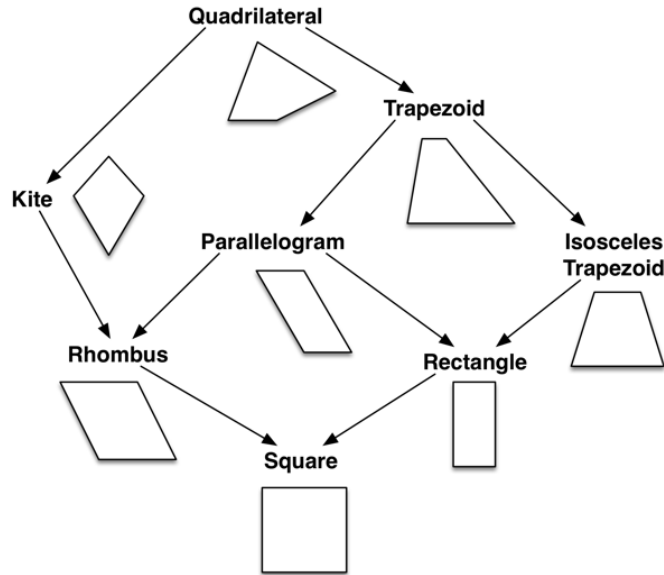 Quadrilateral
Trapezoid
Kite
Parallelogram
Isosceles
Trapezoid
Rhombus
Rectangle
Square